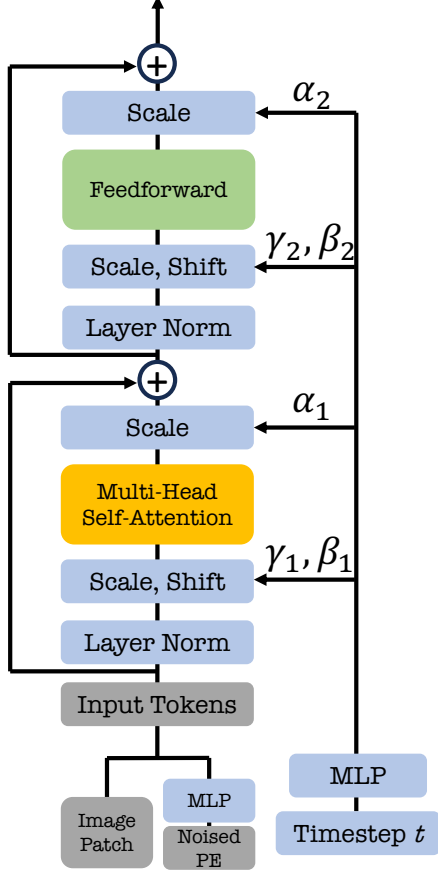 +
Scale
α₂
Feedforward
Scale, Shift
γ₂, β₂
Layer Norm
+
Scale
α₁
Multi-Head
Self-Attention
Scale, Shift
γ₁, β₁
Layer Norm
Input Tokens
Image
Patch
MLP
Noised
PE
MLP
Timestep t